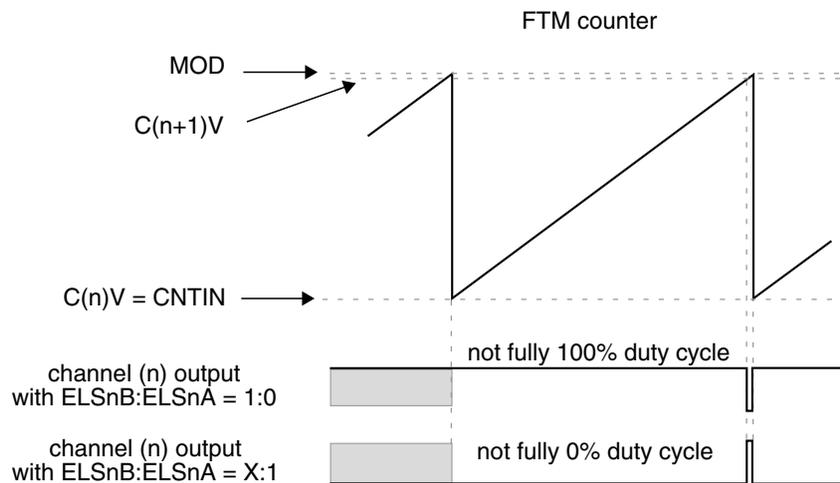 FTM counter
MOD
C(n+1)V
C(n)V = CNTIN
not fully 100% duty cycle
channel (n) output
with ELSnB:ELSnA = 1:0
channel (n) output
with ELSnB:ELSnA = X:1
not fully 0% duty cycle